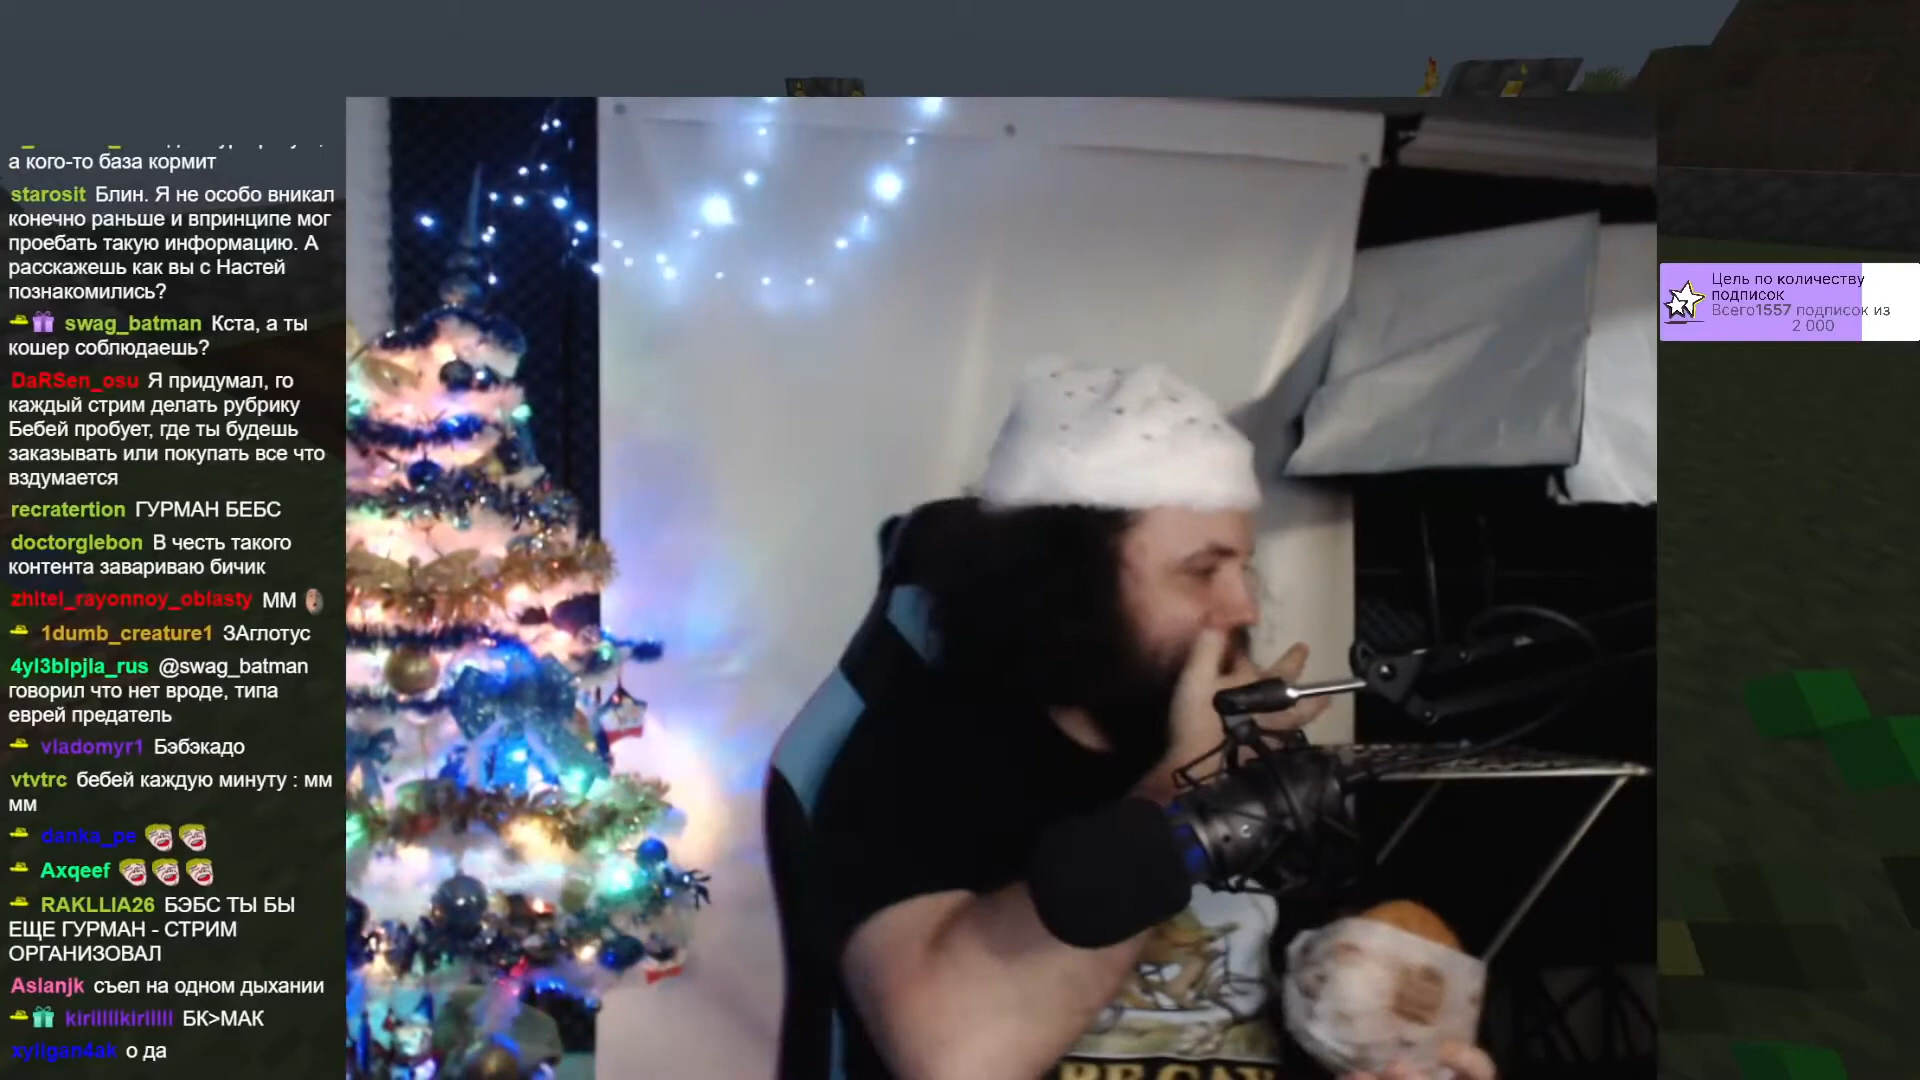 а кого-то база кормит
starosit Блин. Я не особо вникал
конечно раньше и впринципе мог
проебать такую информацию. А
расскажешь как вы с Настей
познакомились?
swag_batman Кста, а ты
кошер соблюдаешь?
DaRSen_osu Я придумал, го
каждый стрим делать рубрику
Бебей пробует, где ты будешь
заказывать или покупать все что
вздумается
recratertion ГУРМАН БЕБС
doctorglebon В честь такого
контента завариваю бичик
zhitel_rayonnoy_oblasty ММ
1dumb_creature1 ЗАглотус
4yl3blpjla_rus @swag_batman
говорил что нет вроде, типа
еврей предатель
vladomyr1 Бэбэкадо
vtvtrc бебей каждую минуту : мм
мм
danka_pe
Axqeef
RAKLLIA26 БЭБС ТЫ БЫ
ЕЩЕ ГУРМАН - СТРИМ
ОРГАНИЗОВАЛ
Aslanjk съел на одном дыхании
БК>МАК
xyligan4ak о да
Цель по количеству
подписок
Всего1557 подписок из
2 000